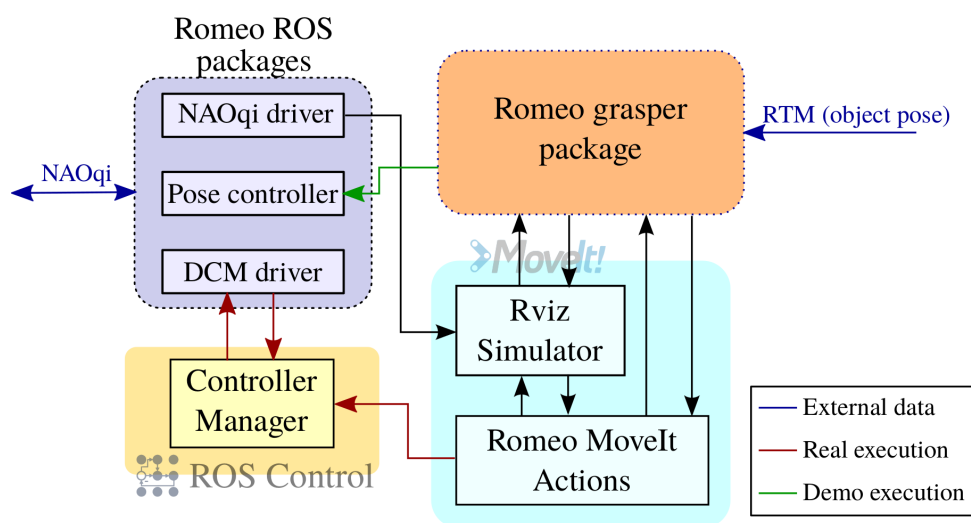 Romeo ROS
packages
NAOqi driver
Pose controller
DCM driver
NAOqi
Romeo grasper
package
RTM (object pose)
MoveIt!
Rviz
Simulator
Romeo MoveIt
Actions
Controller
Manager
ROS Control
External data
Real execution
Demo execution